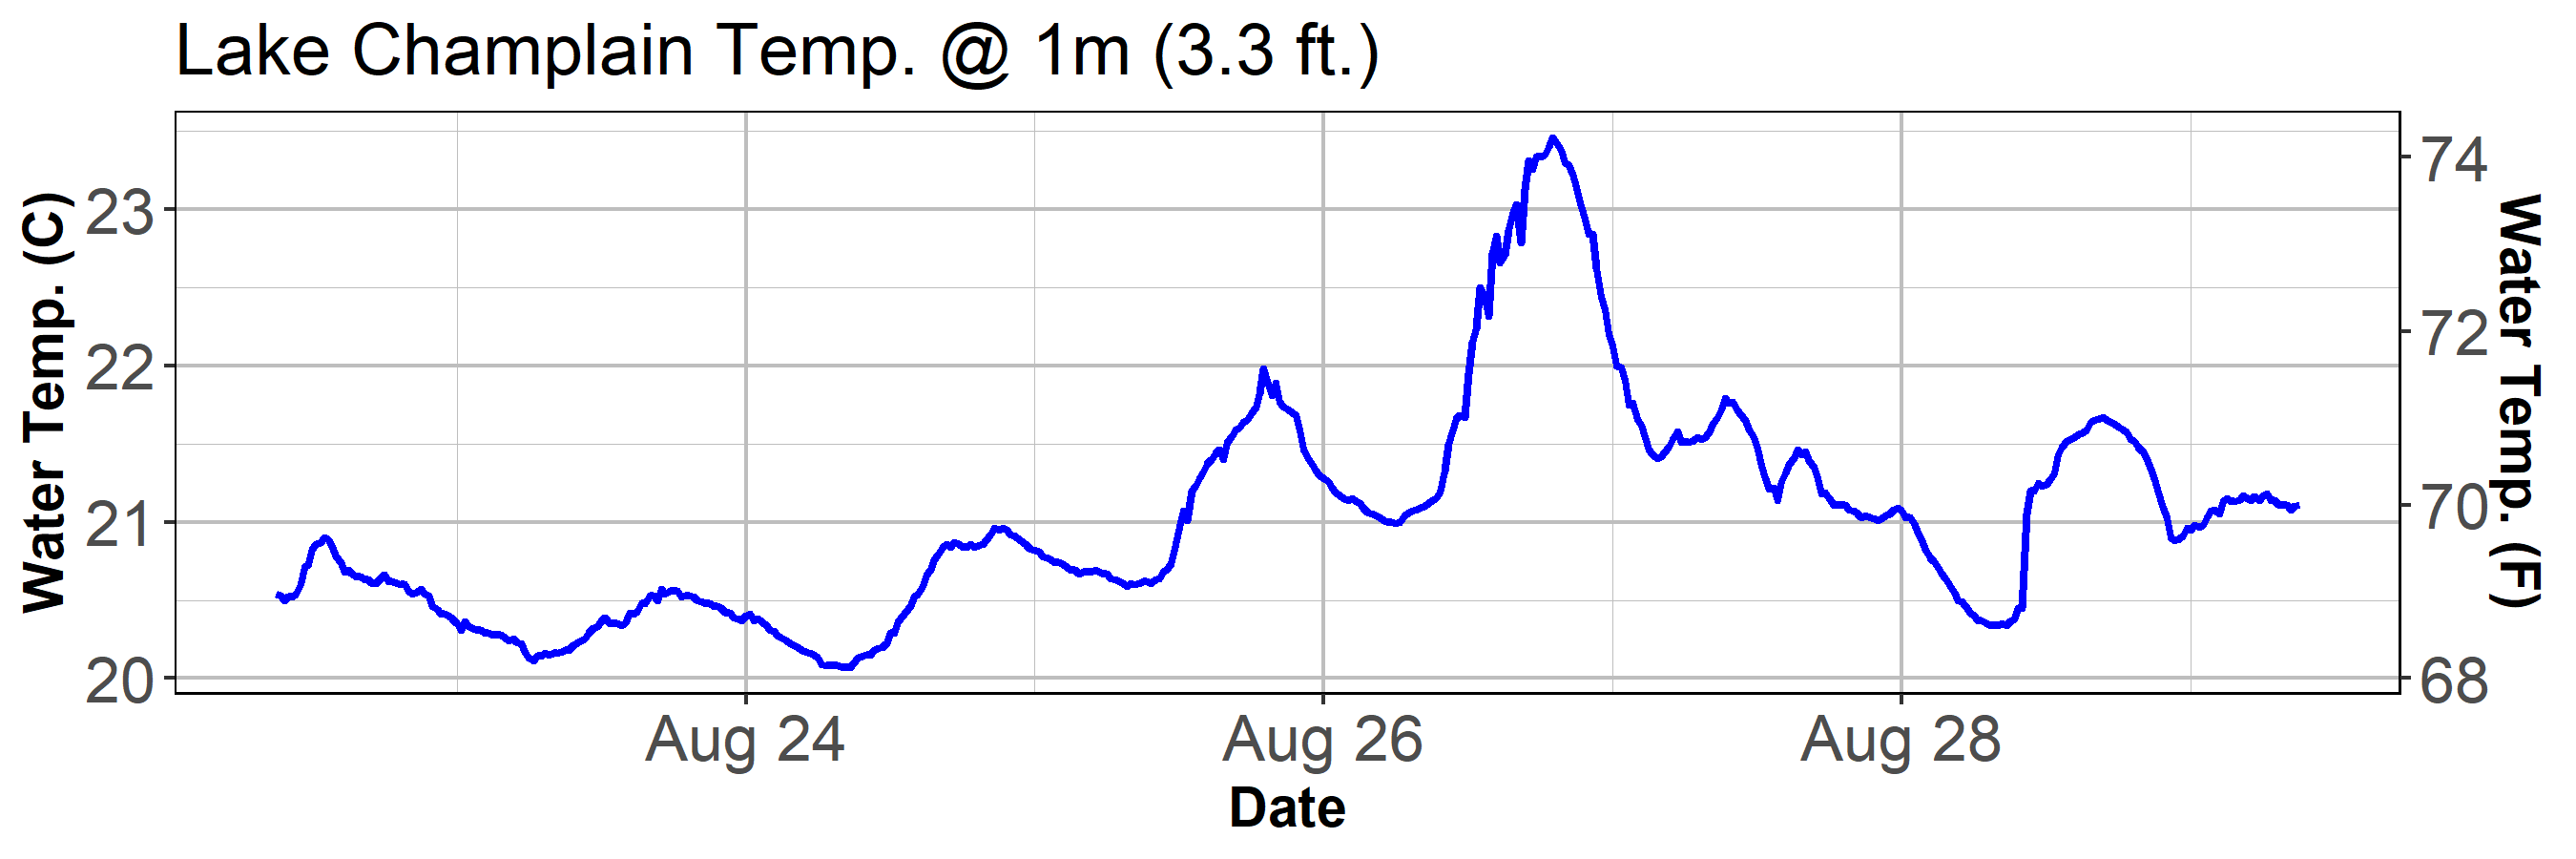 Lake Champlain Temp. @ 1m (3.3 ft.)
Water Temp. (C)
23
22
21
20
74
72
70
68
Water Temp. (F)
Aug 24
Aug 26
Aug 28
Date